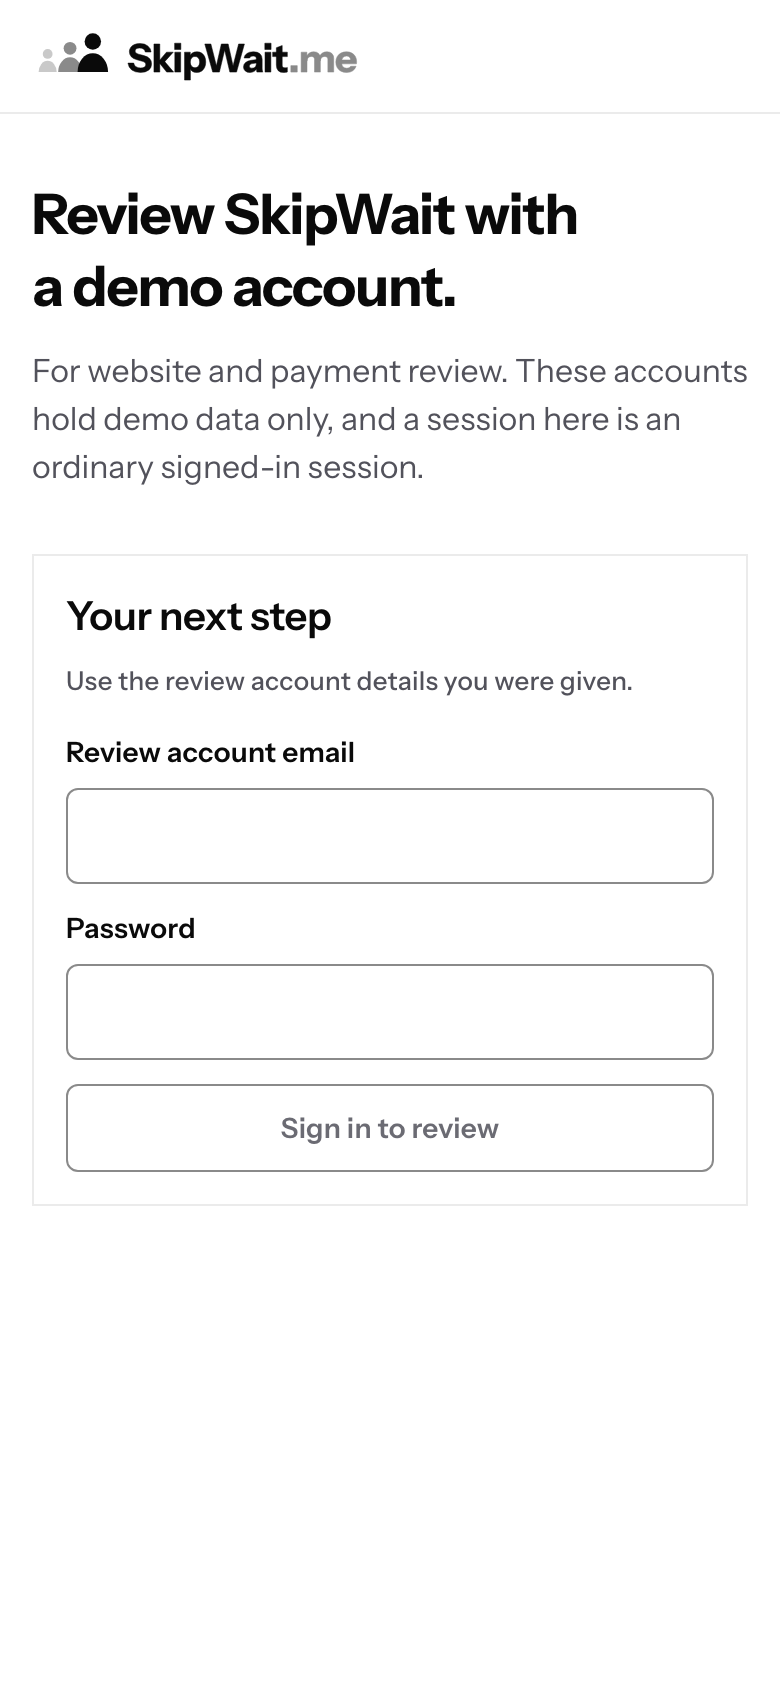 SkipWait.me
Review SkipWait with
a demo account.
For website and payment review. These accounts
hold demo data only, and a session here is an
ordinary signed-in session.
Your next step
Use the review account details you were given.
Review account email
Password
Sign in to review